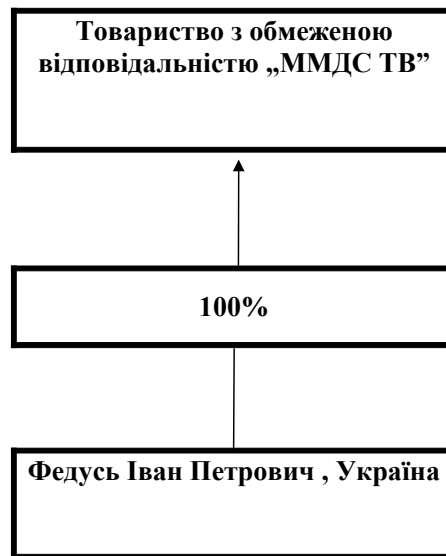 Товариство з обмеженою
відповідальністю „ММДС ТВ”
100%
Федусь Іван Петрович , Україна